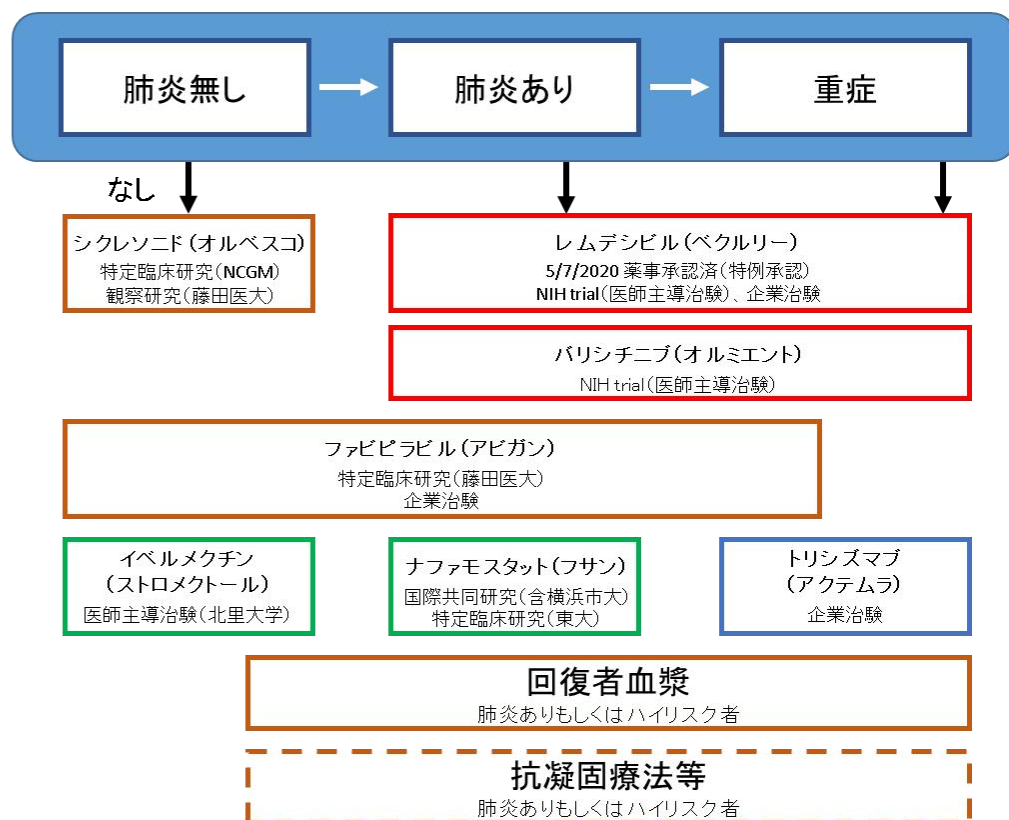 肺炎無し
肺炎あり
重症
なし
シクレソニド(オルベスコ)
特定臨床研究(NCGM)
観察研究(藤田医大)
レムデシビル(ベクルリー)
5/7/2020 薬事承認済(特例承認)
NIH trial(医師主導治験)、企業治験
バリシチニブ(オルミエント)
NIH trial(医師主導治験)
ファビピラビル(アビガン)
特定臨床研究(藤田医大)
企業治験
イベルメクチン
(ストロメクトール)
医師主導治験(北里大学)
ナファモスタット(フサン)
国際共同研究(含横浜市大)
特定臨床研究(東大)
トリシズマブ
(アクテムラ)
企業治験
回復者血漿
肺炎ありもしくはハイリスク者
抗凝固療法等
肺炎ありもしくはハイリスク者